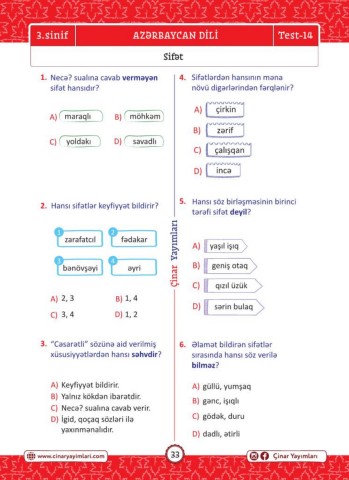 3.sinif
AZƏRBAYCAN DİLİ
Test-14
Sifət
1. Necə? sualına cavab verməyən
sifət hansıdır?
A) maraqlı
B) möhkəm
C) yoldakı
D) savadlı
2. Hansı sifətlər keyfiyyət bildirir?
1 zarafatcıl
2 fədakar
3 bənövşəyi
4 əyri
A) 2, 3
B) 1, 4
C) 3, 4
D) 1, 2
3. "Cəsarətli" sözünə aid verilmiş
xüsusiyyətlərdən hansı səhvdir?
A) Keyfiyyət bildirir.
B) Yalnız kökdən ibarətdir.
C) Necə? sualına cavab verir.
D) İgid, qoçaq sözləri ilə
yaxınmənalıdır.
4. Sifətlərdən hansının məna
növü digərlərindən fərqlənir?
A) çirkin
B) zərif
C) çalışqan
D) incə
5. Hansı söz birləşməsinin birinci
tərəfi sifət deyil?
A) yaşıl işıq
B) geniş otaq
C) qızıl üzük
D) sərin bulaq
6. Əlamət bildirən sifətlər
sırasında hansı söz verilə
bilməz?
A) güllü, yumşaq
B) gənc, işıqlı
C) gödək, duru
D) dadlı, ətirli
Çinar Yayımları
www.cinaryayimlari.com
33
Çinar Yayımları